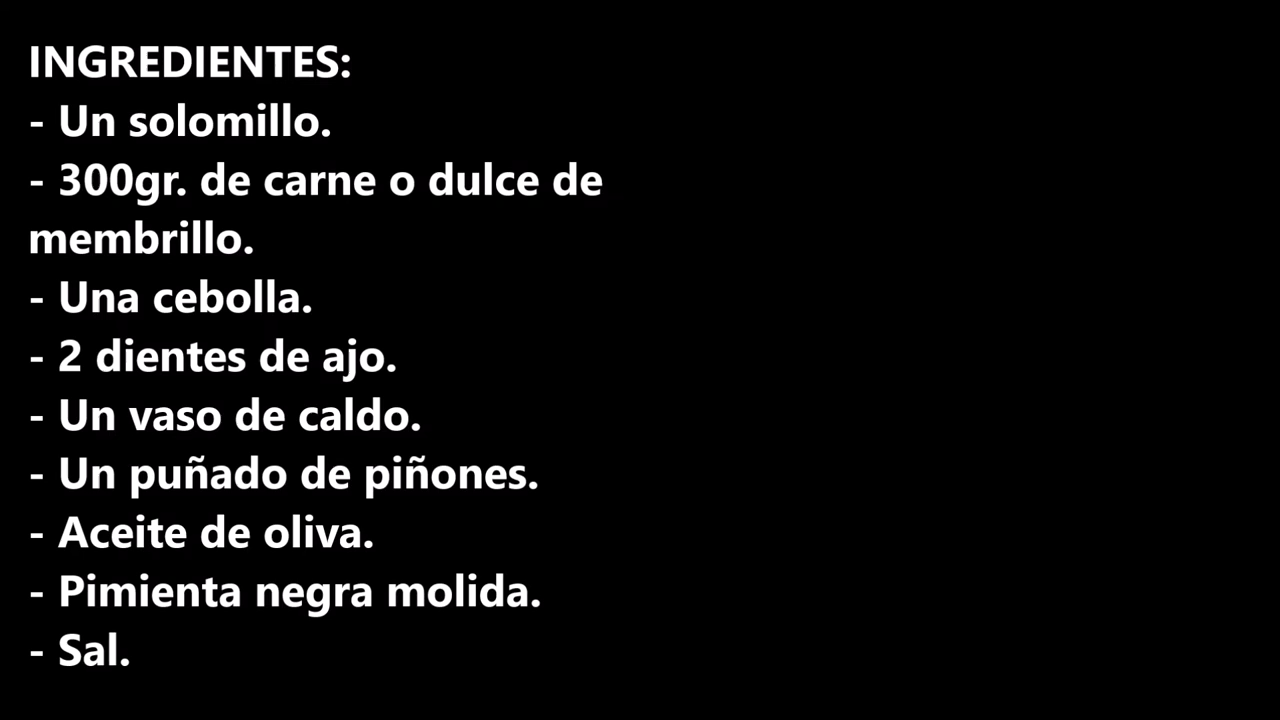 INGREDIENTES:
- Un solomillo.
- 300gr. de carne o dulce de
membrillo.
- Una cebolla.
- 2 dientes de ajo.
- Un vaso de caldo.
- Un puñado de piñones.
- Aceite de oliva.
- Pimienta negra molida.
- Sal.